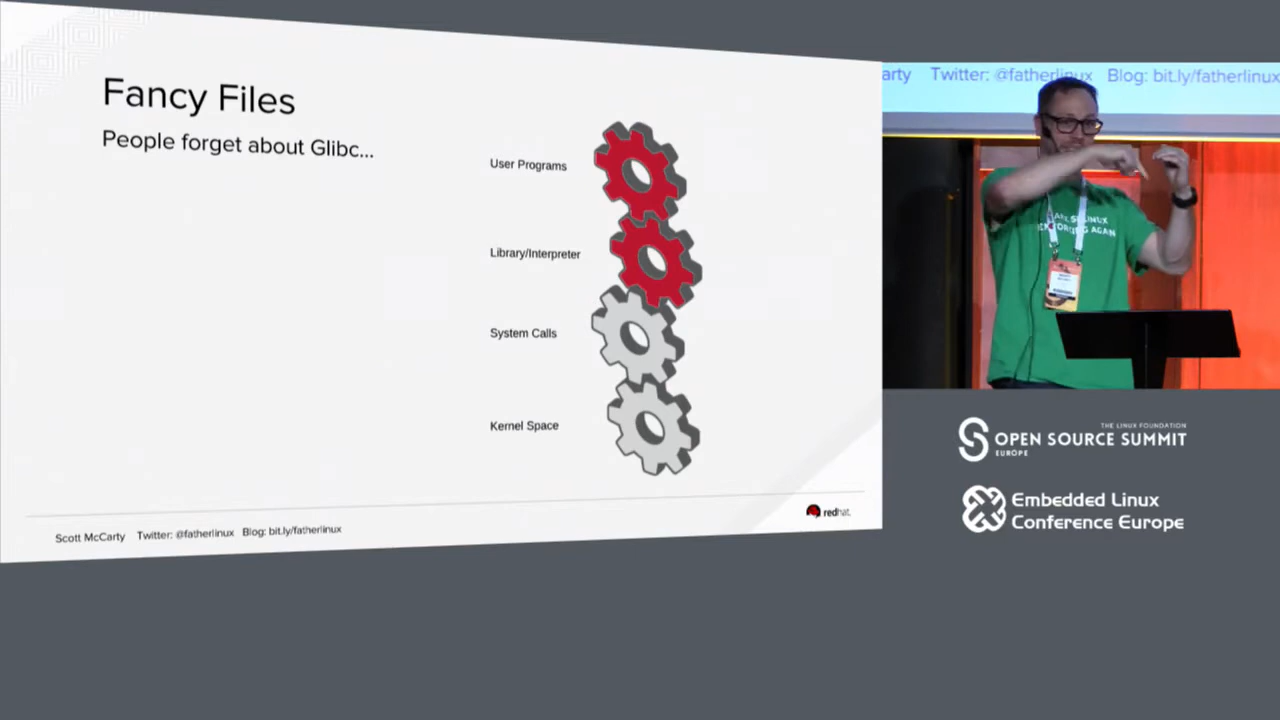 Fancy Files
People forget about Glibc...
User Programs
Library/Interpreter
System Calls
Kernel Space
Scott McCarty Twitter: @fatherlinux Blog: bit.ly/fatherlinux
redhat.
arty Twitter: @fatherlinux Blog: bit.ly/fatherlinux
LINUX
AGAIN
THE LINUX FOUNDATION
OPEN SOURCE SUMMIT
EUROPE
Embedded Linux
Conference Europe